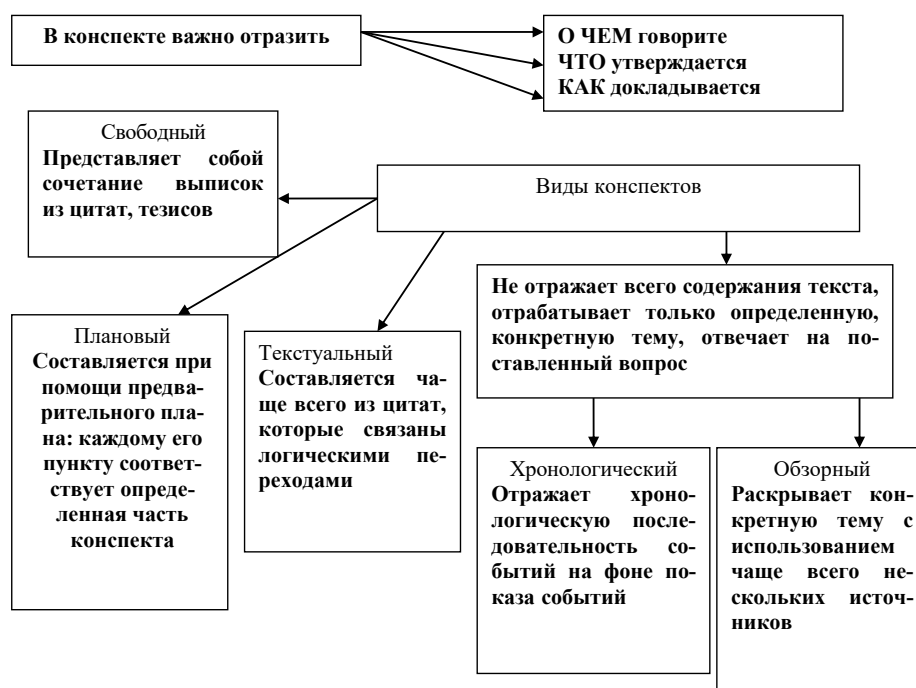 В конспекте важно отразить
О ЧЕМ говорите
ЧТО утверждается
КАК докладывается
Свободный
Представляет собой
сочетание выписок
из цитат, тезисов
Виды конспектов
Не отражает всего содержания текста,
отрабатывает только определенную,
конкретную тему, отвечает на по-
ставленный вопрос
Плановый
Составляется при
помощи предва-
рительного пла-
на: каждому его
пункту соответ-
ствует опреде-
ленная часть
конспекта
Текстуальный
Составляется ча-
ще всего из цитат,
которые связаны
логическими пе-
реходами
Хронологический
Отражает хроно-
логическую после-
довательность со-
бытий на фоне по-
каза событий
Обзорный
Раскрывает кон-
кретную тему с
использованием
чаще всего не-
скольких источ-
ников